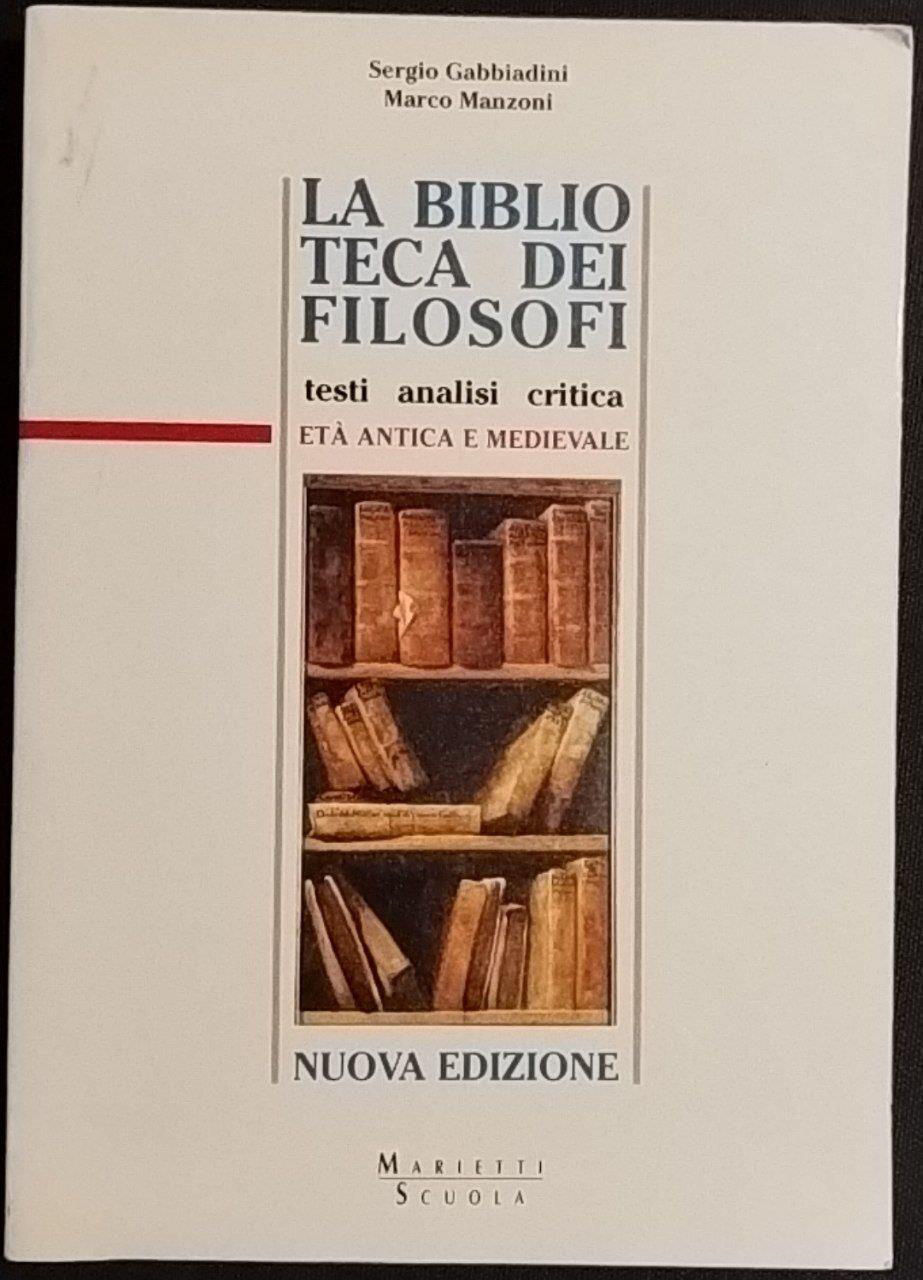 Sergio Gabbiadini
Marco Manzoni
LA BIBLIO
TECA DEI
FILOSOFI
testi analisi critica
ETÀ ANTICA E MEDIEVALE
NUOVA EDIZIONE
MARIETTI
SCUOLA